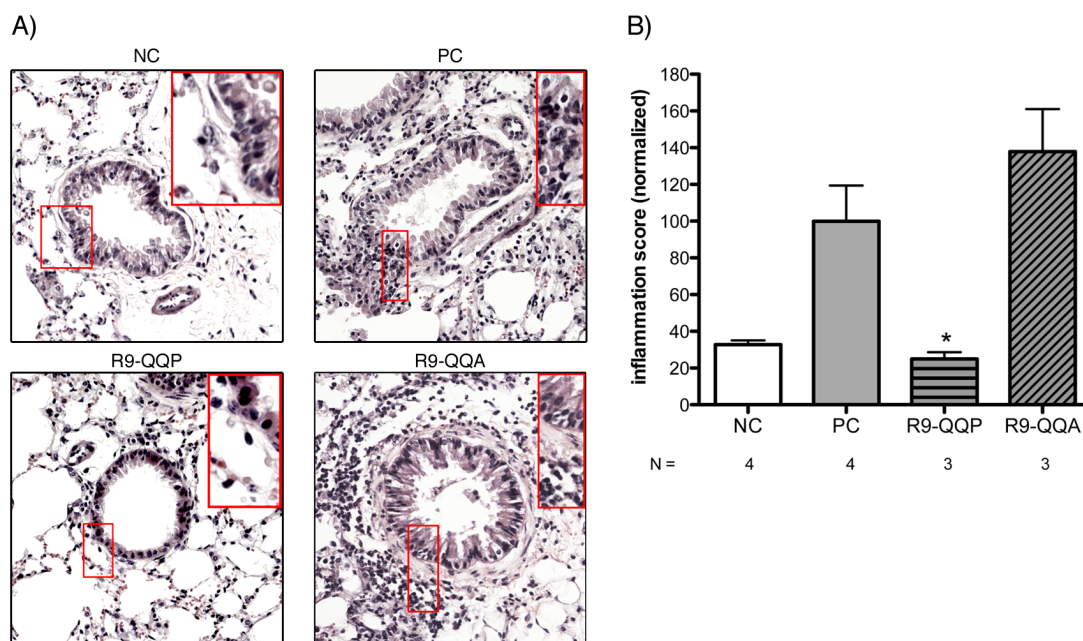 A)
NC
PC
R9-QQP
R9-QQA
B)
inflammation score (normalized)
180
160
140
120
100
80
60
40
20
0
*
NC PC R9-QQP R9-QQA
N = 4 4 3 3